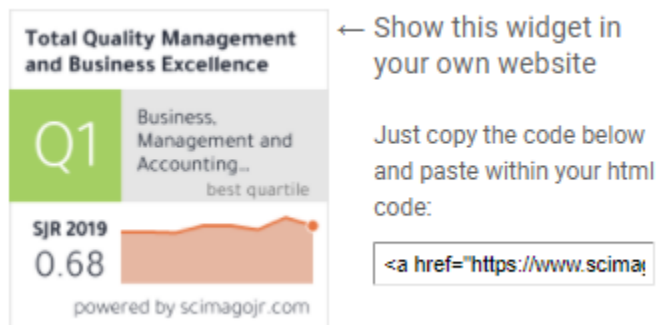 Total Quality Management
and Business Excellence
Q1
Business,
Management and
Accounting...
best quartile
SJR 2019
0.68
powered by scimagojr.com
← Show this widget in
your own website
Just copy the code below
and paste within your html
code:
<a href="https://www.scimag